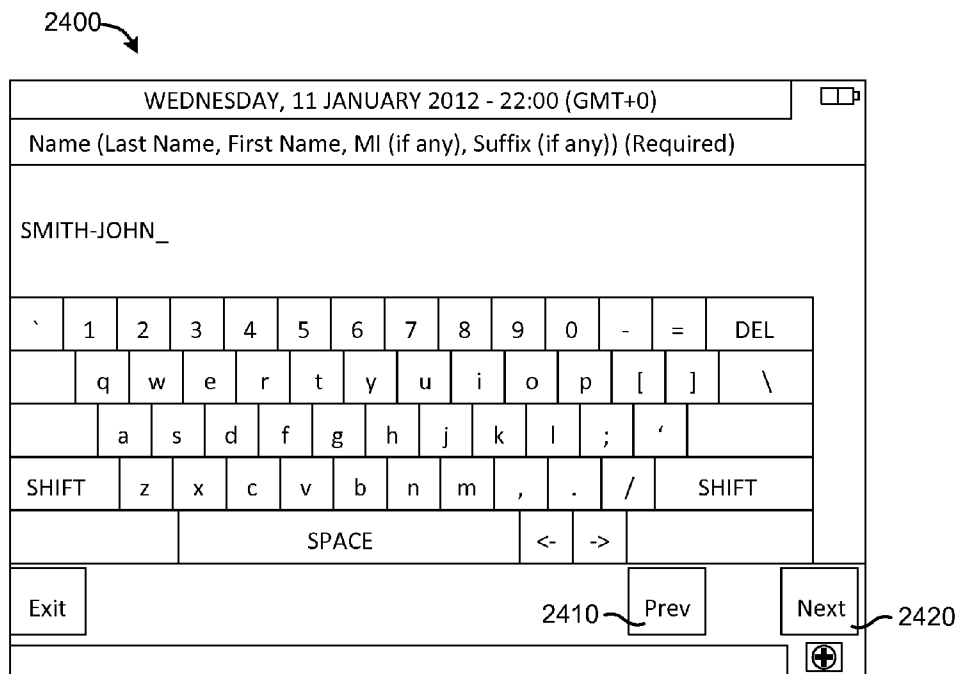 2400
WEDNESDAY, 11 JANUARY 2012 - 22:00 (GMT+0)
Name (Last Name, First Name, MI (if any), Suffix (if any)) (Required)
SMITH-JOHN_
` 1 2 3 4 5 6 7 8 9 0 - = DEL
q w e r t y u i o p [ ] \
a s d f g h j k l ; ‘
SHIFT z x c v b n m , . / SHIFT
SPACE <- ->
Exit 2410 Prev Next 2420